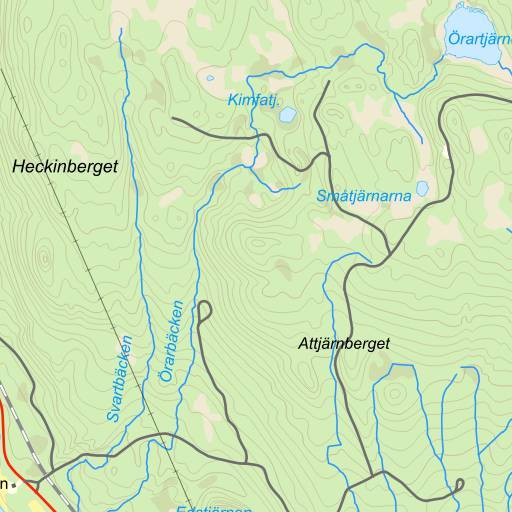 Örartjärn
Kimfatj.
Heckinberget
Småtjärnarna
Örarbäcken
Svartbäcken
Attjärnberget
n